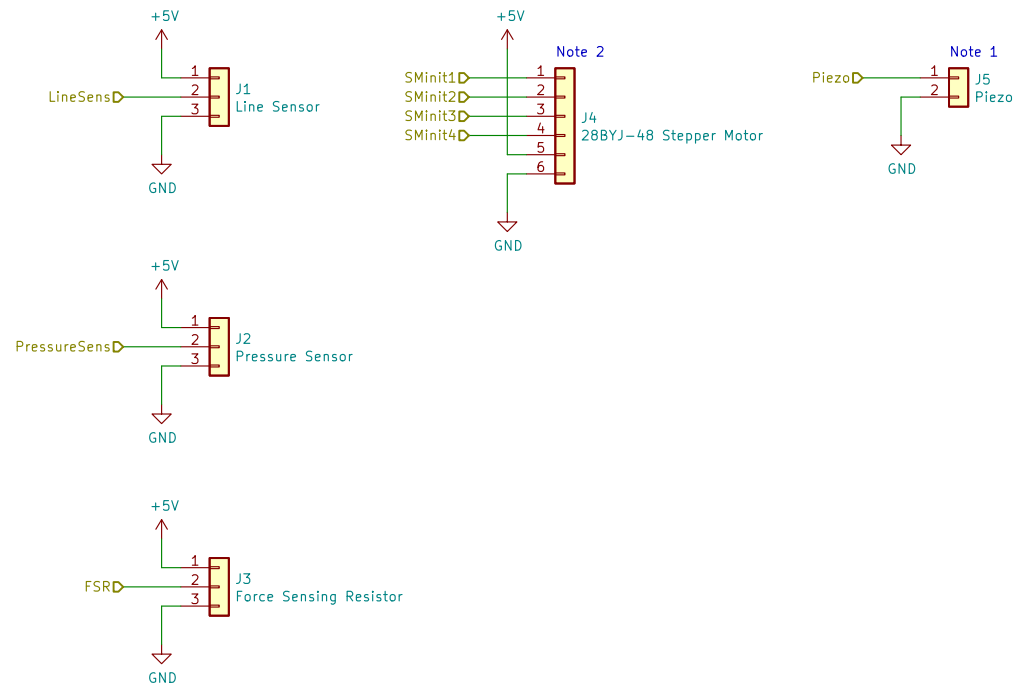 +5V
1
LineSens
2
3
J1
Line Sensor
GND
+5V
Note 2
SMinit1
1
SMinit2
2
SMinit3
3
SMinit4
4
5
6
J4
28BYJ-48 Stepper Motor
GND
Note 1
Piezo
1
2
J5
Piezo
GND
+5V
1
PressureSens
2
3
J2
Pressure Sensor
GND
+5V
1
FSR
2
3
J3
Force Sensing Resistor
GND